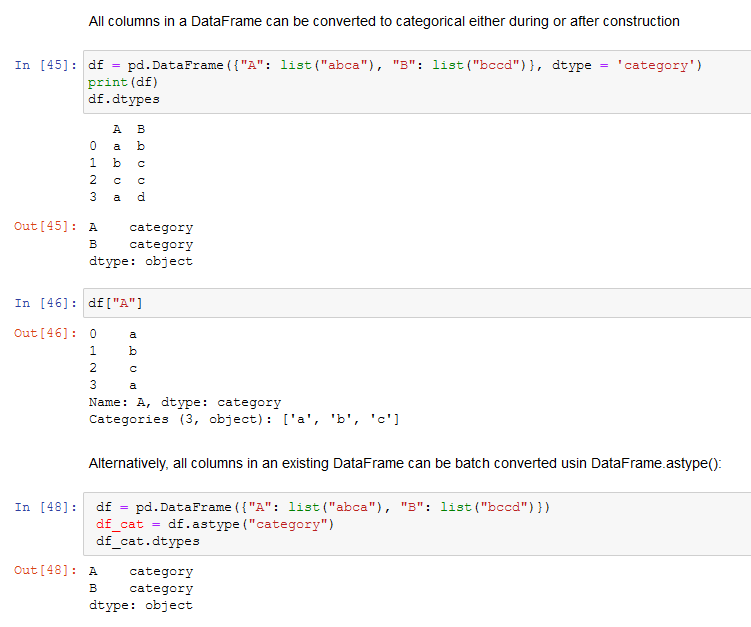 All columns in a DataFrame can be converted to categorical either during or after construction
In [45]: df = pd.DataFrame({"A": list("abca"), "B": list("bccd")}, dtype = 'category')
print(df)
df.dtypes
   A  B
0  a  b
1  b  c
2  c  c
3  a  d
Out[45]: A    category
B    category
dtype: object
In [46]: df["A"]
Out[46]: 0    a
1    b
2    c
3    a
Name: A, dtype: category
Categories (3, object): ['a', 'b', 'c']
Alternatively, all columns in an existing DataFrame can be batch converted usin DataFrame.astype():
In [48]: df = pd.DataFrame({"A": list("abca"), "B": list("bccd")})
df_cat = df.astype("category")
df_cat.dtypes
Out[48]: A    category
B    category
dtype: object